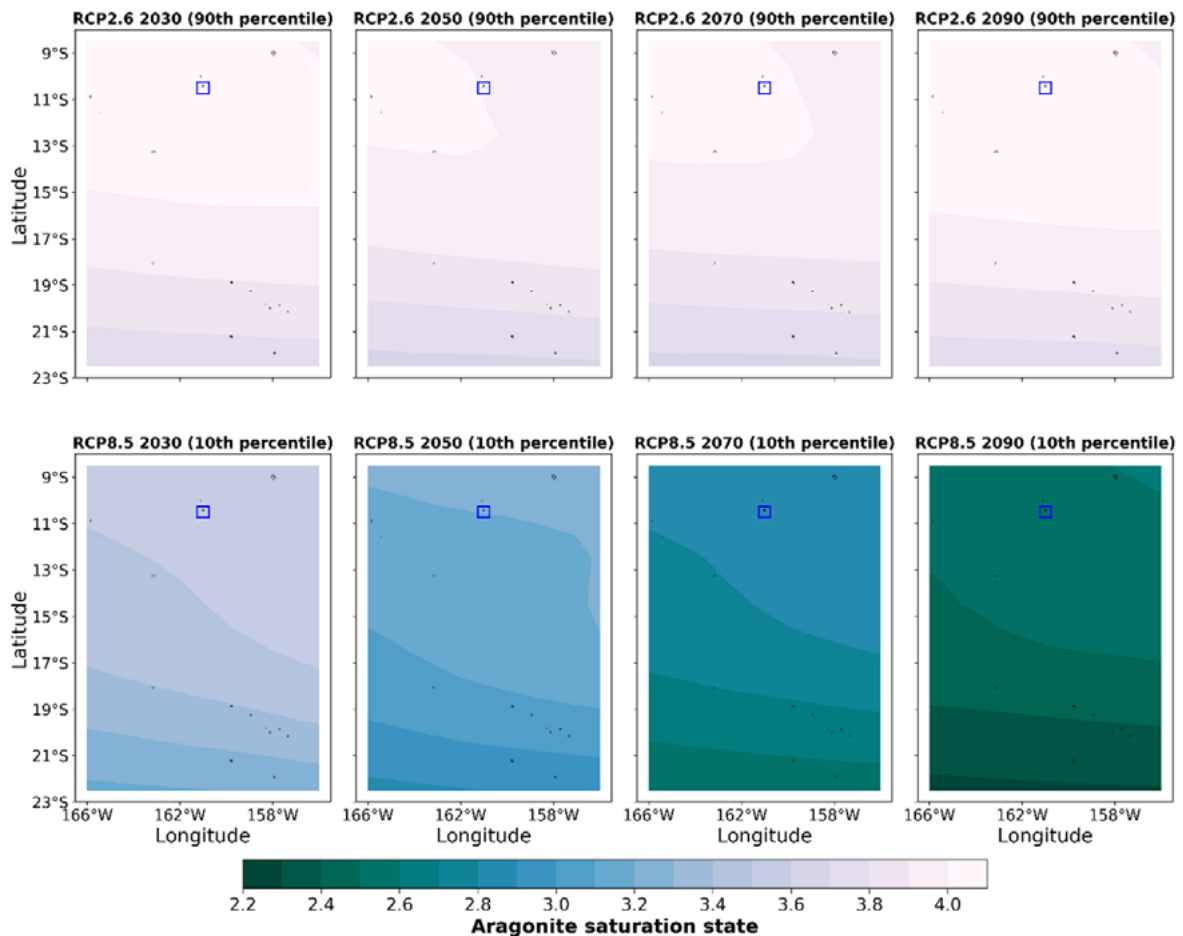 RCP2.6 2030 (90th percentile) RCP2.6 2050 (90th percentile) RCP2.6 2070 (90th percentile) RCP2.6 2090 (90th percentile)
9°S
11°S
13°S
15°S
17°S
19°S
21°S
23°S
Latitude
RCP8.5 2030 (10th percentile) RCP8.5 2050 (10th percentile) RCP8.5 2070 (10th percentile) RCP8.5 2090 (10th percentile)
9°S
11°S
13°S
15°S
17°S
19°S
21°S
23°S
Latitude
166°W 162°W 158°W 166°W 162°W 158°W 166°W 162°W 158°W 166°W 162°W 158°W
Longitude Longitude Longitude Longitude
2.2 2.4 2.6 2.8 3.0 3.2 3.4 3.6 3.8 4.0
Aragonite saturation state